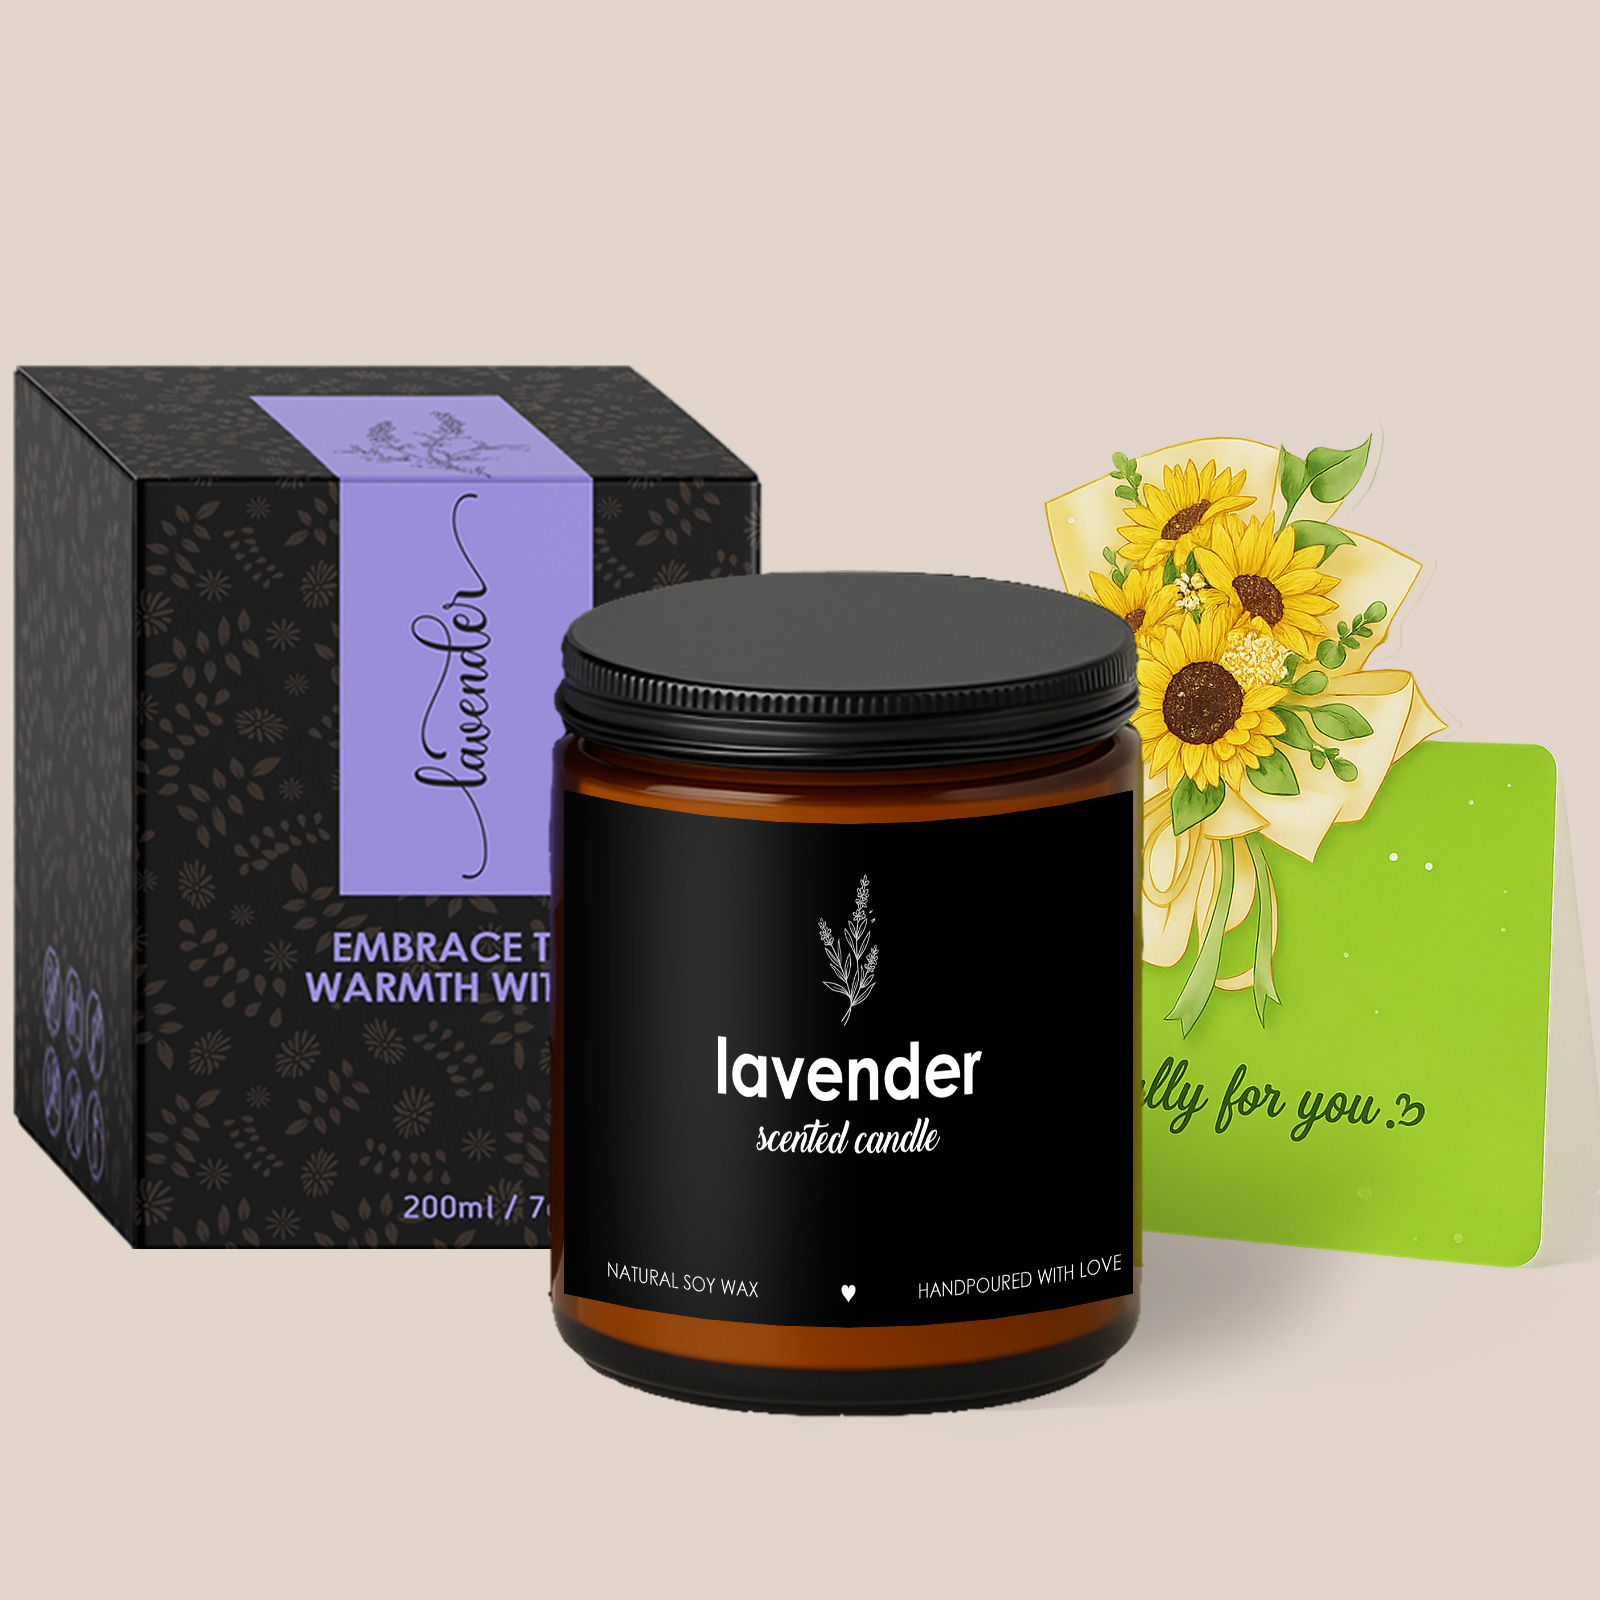 lavender
EMBRACE T
WARMTH WIT
200ml / 7
lavender
scented candle
NATURAL SOY WAX
HANDPOURED WITH LOVE
lly for you